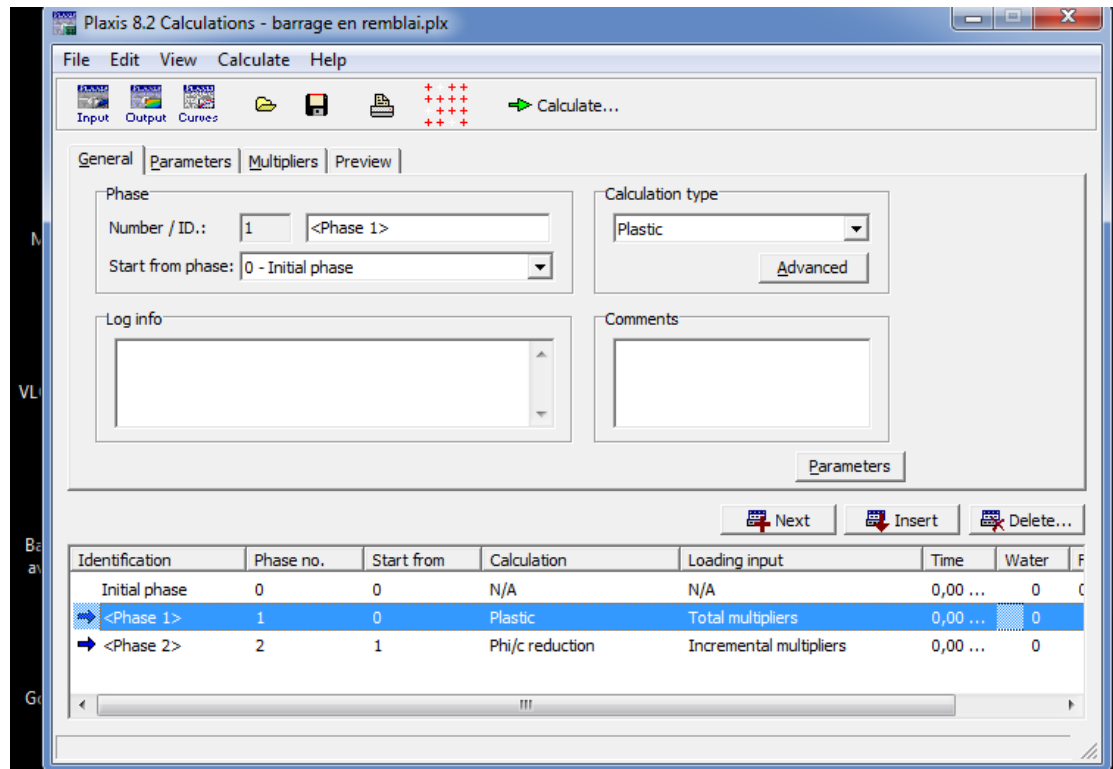 Plaxis 8.2 Calculations - barrage en remblai.plx
File Edit View Calculate Help
Input Output Curves Calculate...
General Parameters Multipliers Preview
Phase
Number / ID.: 1 <Phase 1>
Start from phase: 0 - Initial phase
Calculation type
Plastic
Advanced
Log info
Comments
Parameters
Next Insert Delete...
Identification Phase no. Start from Calculation Loading input Time Water F
Initial phase 0 0 N/A N/A 0,00 ... 0
<Phase 1> 1 0 Plastic Total multipliers 0,00 ... 0
<Phase 2> 2 1 Phi/c reduction Incremental multipliers 0,00 ... 0